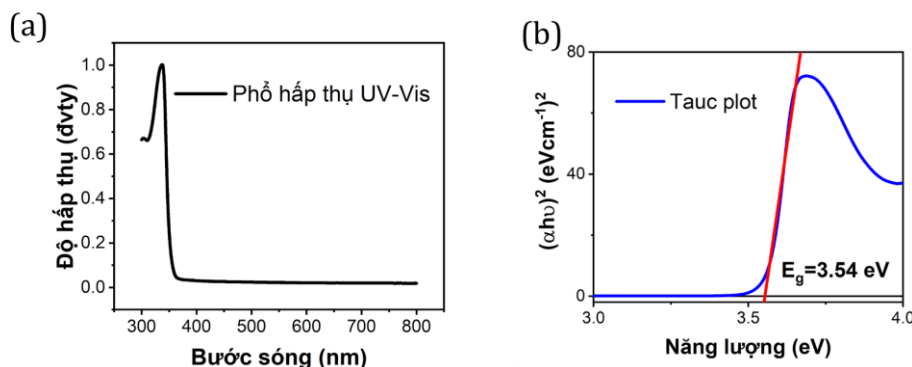 (a)
Độ hấp thụ (đvty)
1.0
0.8
0.6
0.4
0.2
0.0
Phổ hấp thụ UV-Vis
300 400 500 600 700 800
Bước sóng (nm)
(b)
(αhυ)² (eVcm⁻¹)²
80
40
0
Tauc plot
E_g=3.54 eV
3.0 3.5 4.0
Năng lượng (eV)